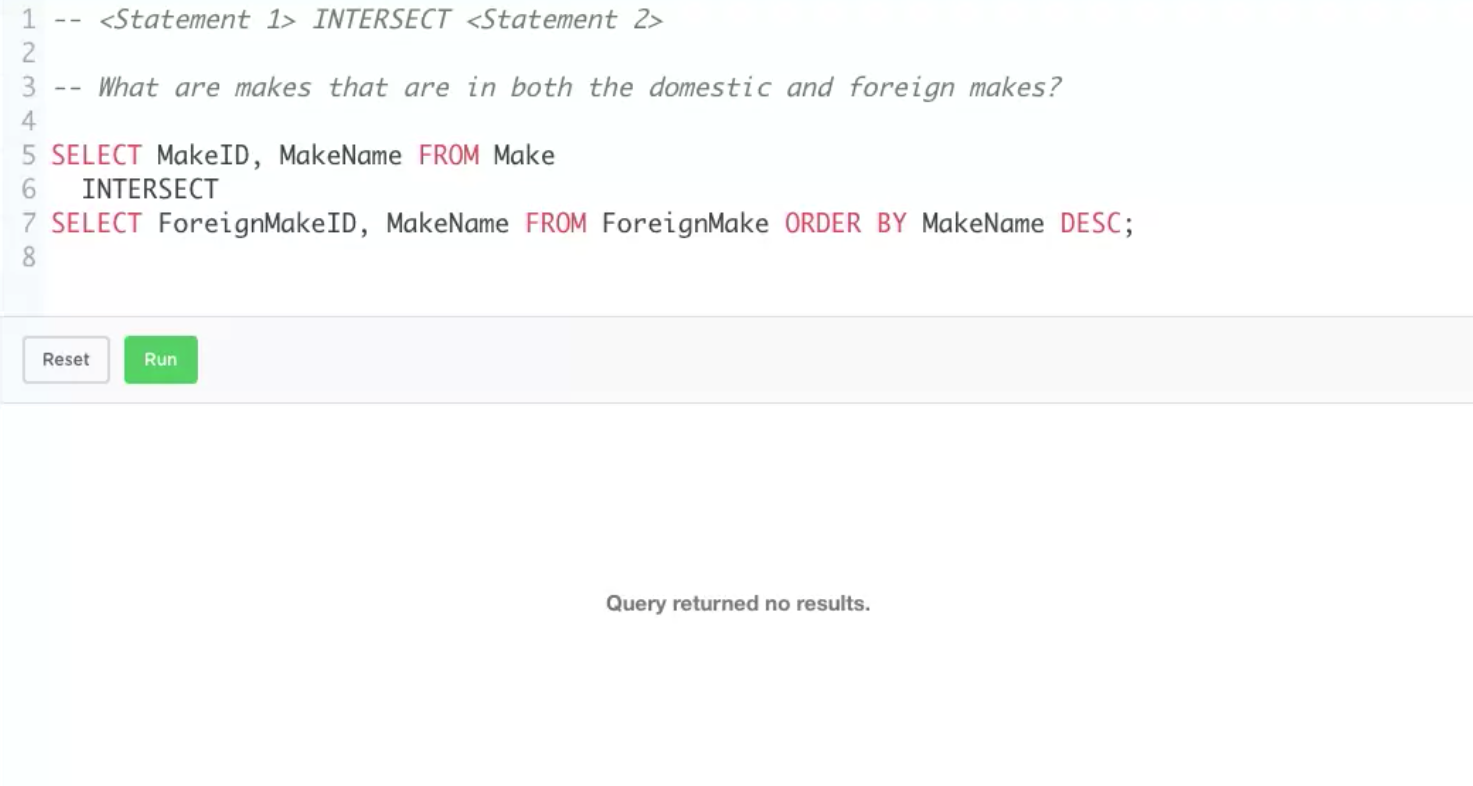 1 -- <Statement 1> INTERSECT <Statement 2>
2
3 -- What are makes that are in both the domestic and foreign makes?
4
5 SELECT MakeID, MakeName FROM Make
6 INTERSECT
7 SELECT ForeignMakeID, MakeName FROM ForeignMake ORDER BY MakeName DESC;
8
Reset Run
Query returned no results.